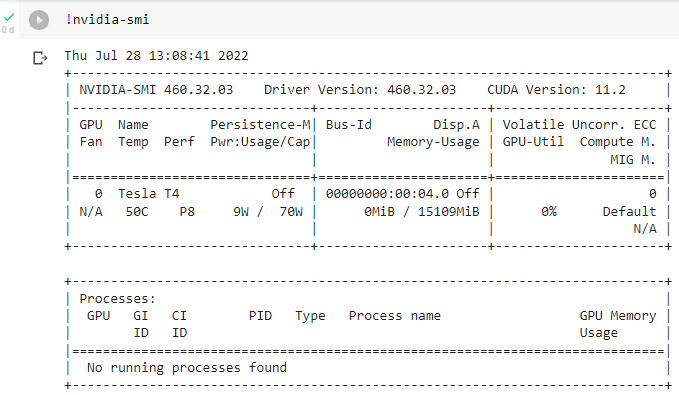 !nvidia-smi
0 d
Thu Jul 28 13:08:41 2022
+-----------------------------------------------------------------------------+
| NVIDIA-SMI 460.32.03    Driver Version: 460.32.03    CUDA Version: 11.2     |
|-------------------------------+----------------------+----------------------+
| GPU  Name        Persistence-M| Bus-Id        Disp.A | Volatile Uncorr. ECC |
| Fan  Temp  Perf  Pwr:Usage/Cap|         Memory-Usage | GPU-Util  Compute M. |
|                               |                      |               MIG M. |
|===============================+======================+======================|
|   0  Tesla T4            Off  | 00000000:00:04.0 Off |                    0 |
| N/A   50C    P8     9W /  70W |      0MiB / 15109MiB |      0%      Default |
|                               |                      |                  N/A |
+-------------------------------+----------------------+----------------------+

+-----------------------------------------------------------------------------+
| Processes:                                                                  |
|  GPU   GI   CI        PID   Type   Process name                  GPU Memory |
|        ID   ID                                                   Usage      |
|=============================================================================|
|  No running processes found                                                 |
+-----------------------------------------------------------------------------+